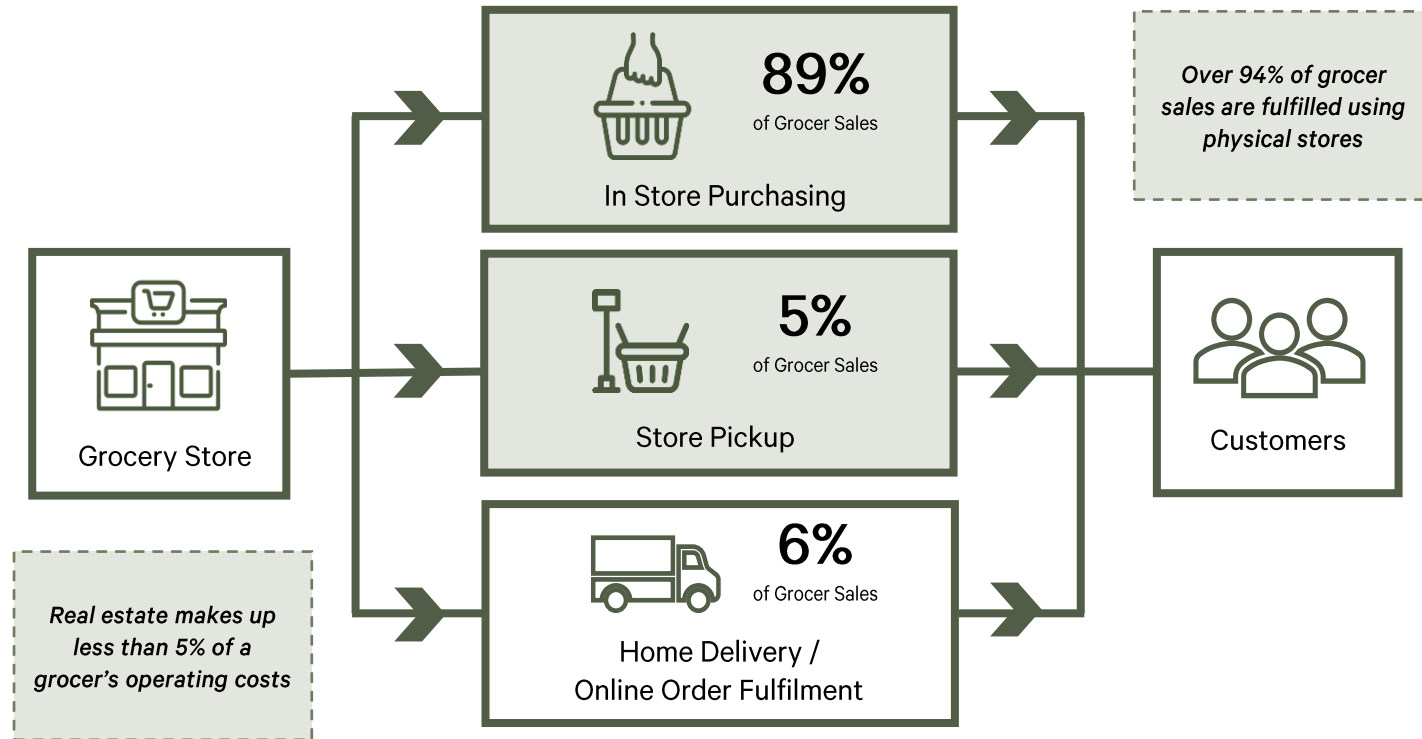 89%
of Grocer Sales
In Store Purchasing
Over 94% of grocer
sales are fulfilled using
physical stores
Grocery Store
5%
of Grocer Sales
Store Pickup
Customers
6%
of Grocer Sales
Home Delivery /
Online Order Fulfilment
Real estate makes up
less than 5% of a
grocer’s operating costs